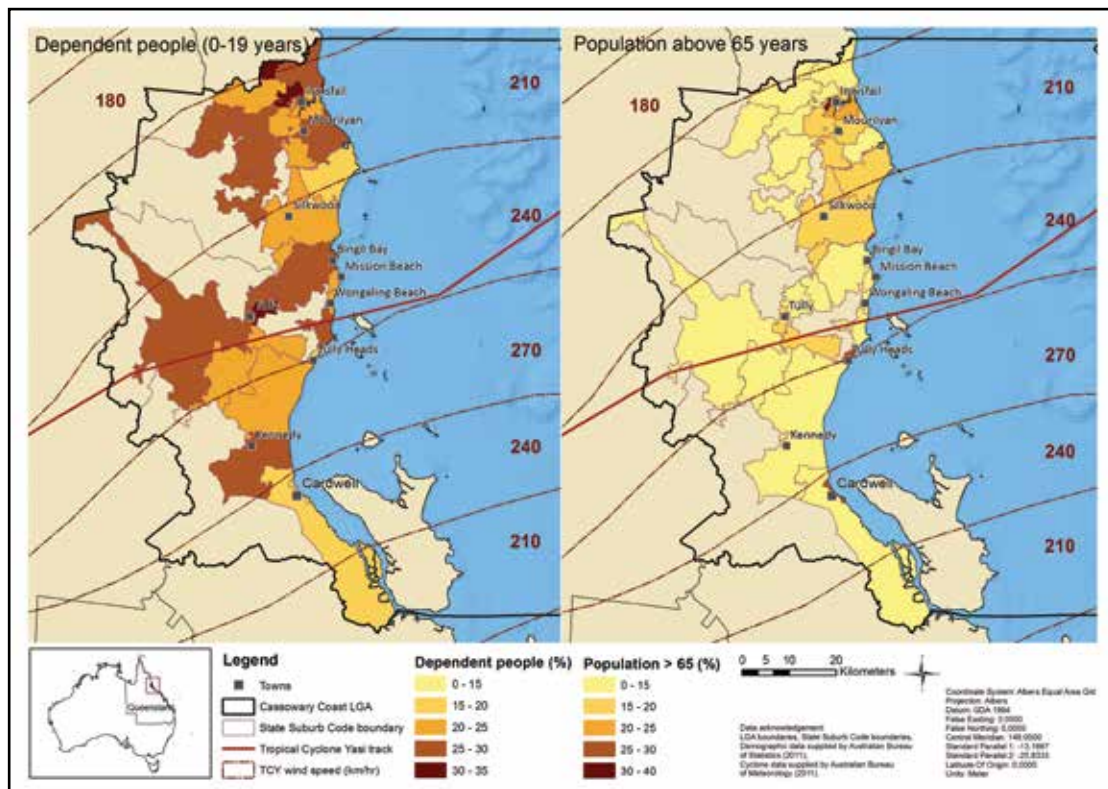 Dependent people (0-19 years)
180
210
Innisfail
Mourilyan
240
Silkwood
Bingil Bay
Mission Beach
Wongaling Beach
Tully
270
Tully Heads
Kennedy
240
Cardwell
210
Population above 65 years
180
210
Innisfail
Mourilyan
240
Silkwood
Bingil Bay
Mission Beach
Wongaling Beach
Tully
270
Tully Heads
Kennedy
240
Cardwell
210
Queensland
Legend
Towns
Cassowary Coast LGA
State Suburb Code boundary
Tropical Cyclone Yasi track
TCY wind speed (km/hr)
Dependent people (%)
0 - 15
15 - 20
20 - 25
25 - 30
30 - 35
Population > 65 (%)
0 - 15
15 - 20
20 - 25
25 - 30
30 - 40
0 5 10 20
Kilometers
Data acknowledgement
LGA boundaries, State Suburb Code boundaries,
Demographic data supplied by Australian Bureau
of Statistics (2011).
Cyclone data supplied by Australian Bureau
of Meteorology (2011).
Coordinate System: Albers Equal Area Grid
Projection: Albers
Datum: GDA 1994
False Easting: 0,0000
False Northing: 0,0000
Central Meridian:
Standard Parallel 1:
Standard Parallel 2:
Latitude Of Origin: 0,0000
Units: Meter